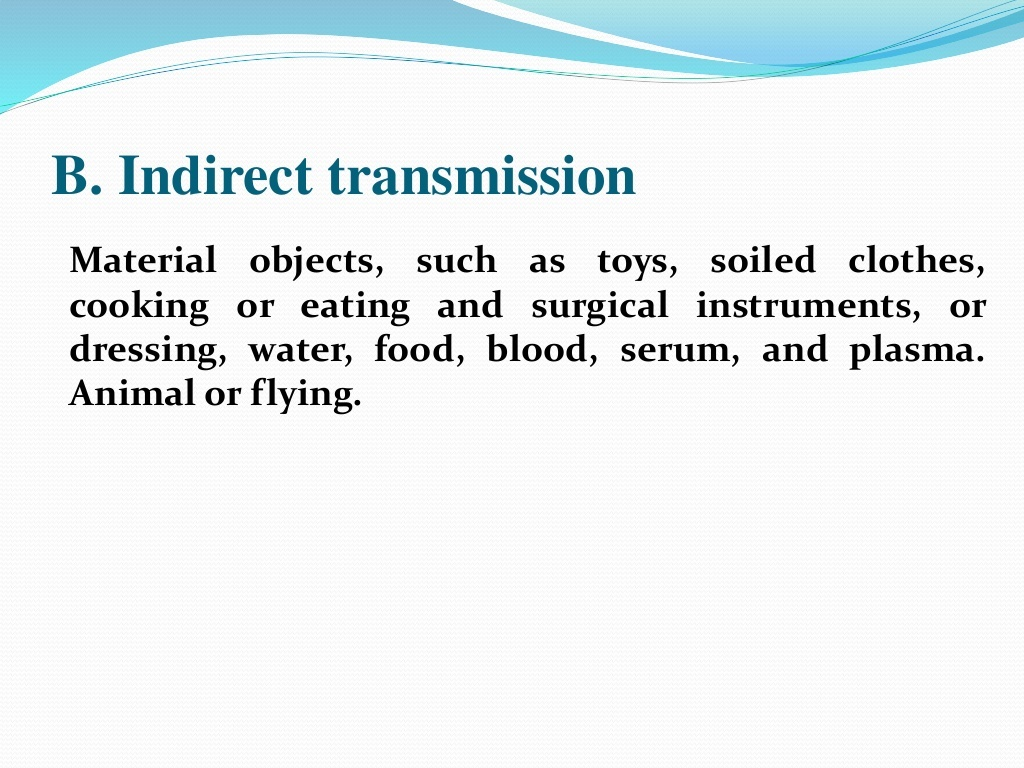 B. Indirect transmission
Material objects, such as toys, soiled clothes,
cooking or eating and surgical instruments, or
dressing, water, food, blood, serum, and plasma.
Animal or flying.